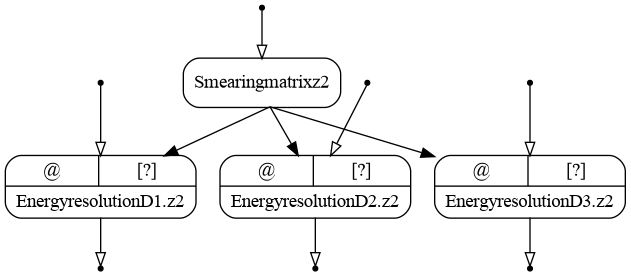 Smearingmatrixz2
@ [?] @ [?] @ [?]
EnergyresolutionD1.z2 EnergyresolutionD2.z2 EnergyresolutionD3.z2